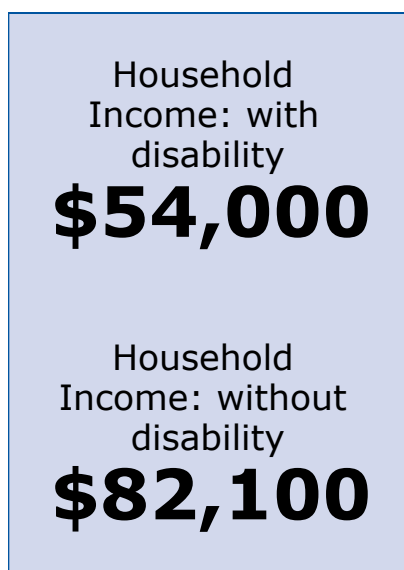 Household
Income: with
disability
$54,000
Household
Income: without
disability
$82,100